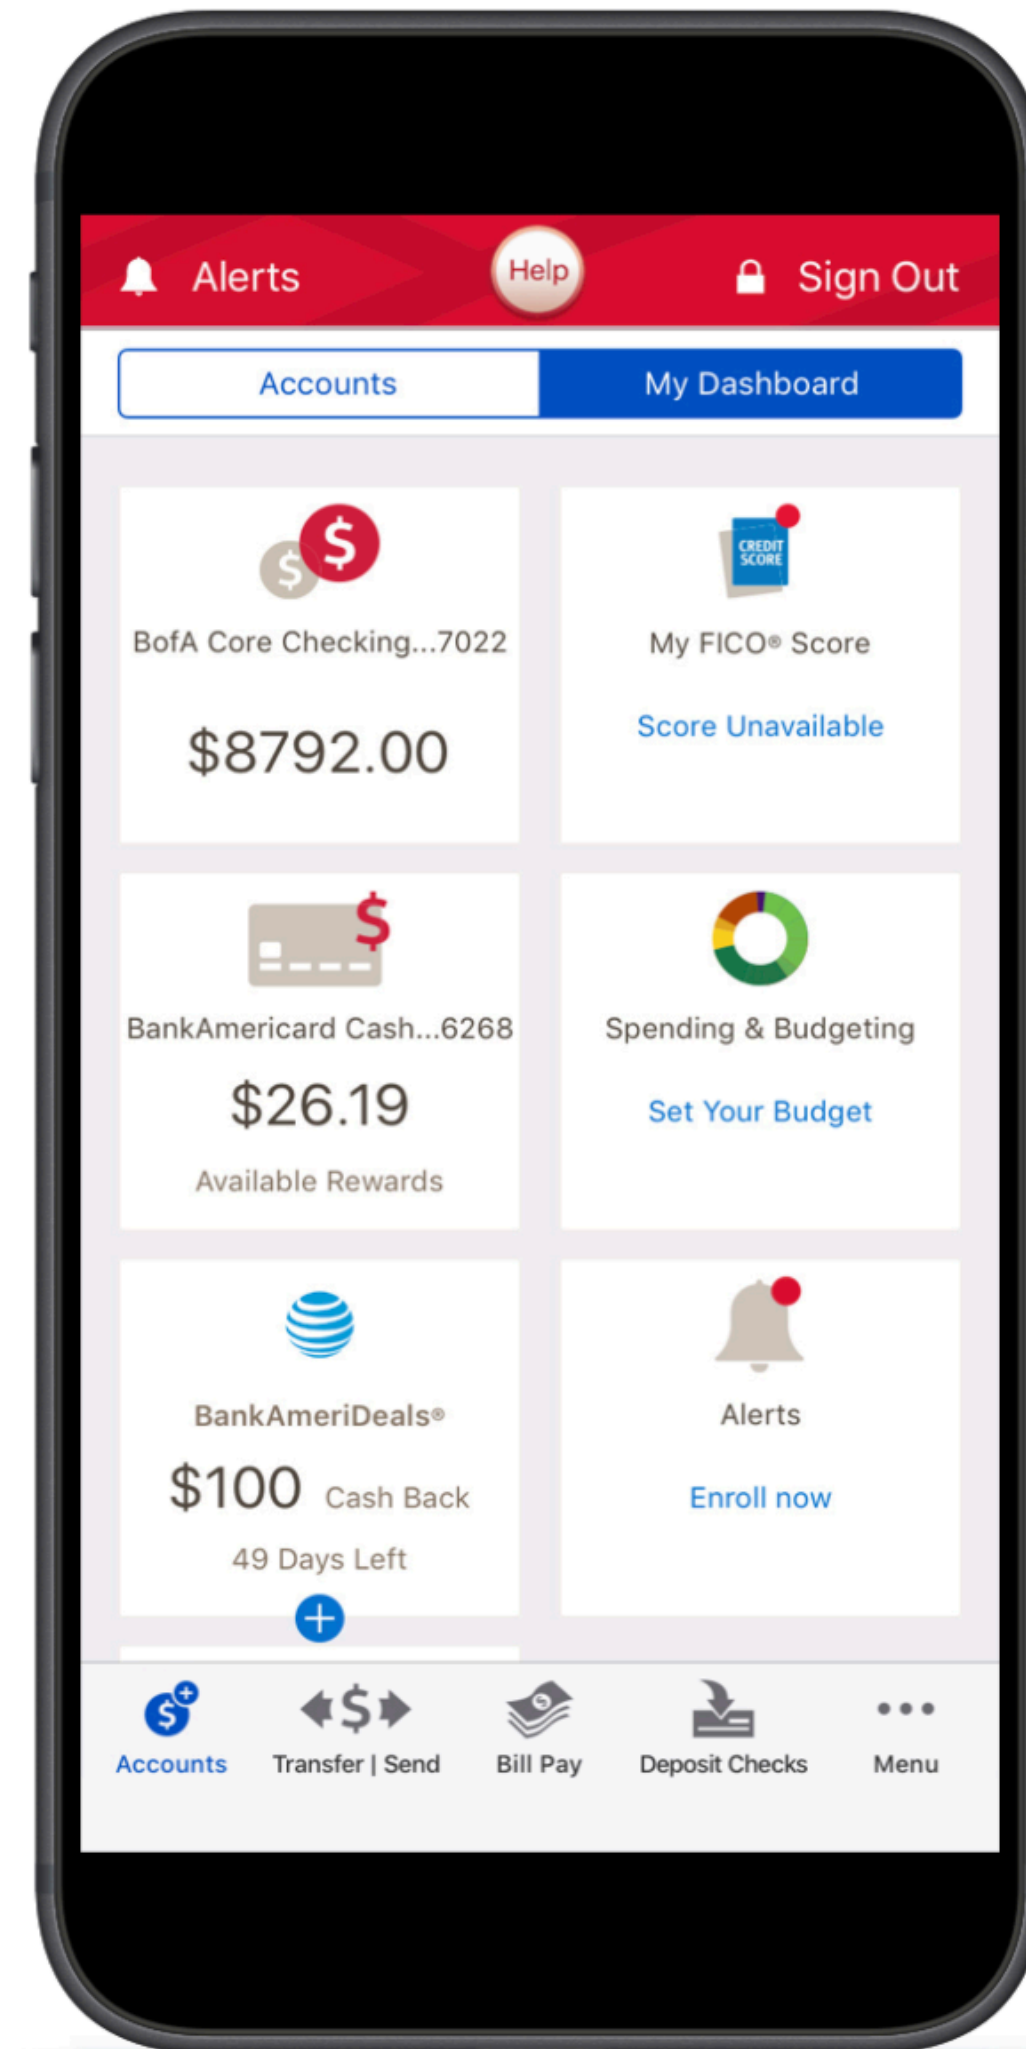 Alerts
Help
Sign Out
Accounts
My Dashboard
$
$
BofA Core Checking...7022
$8792.00
CREDIT
SCORE
My FICO® Score
Score Unavailable
$
BankAmericard Cash...6268
$26.19
Available Rewards
Spending & Budgeting
Set Your Budget
BankAmeriDeals®
$100 Cash Back
49 Days Left
Alerts
Enroll now
$
Accounts
$
Transfer | Send
Bill Pay
Deposit Checks
Menu